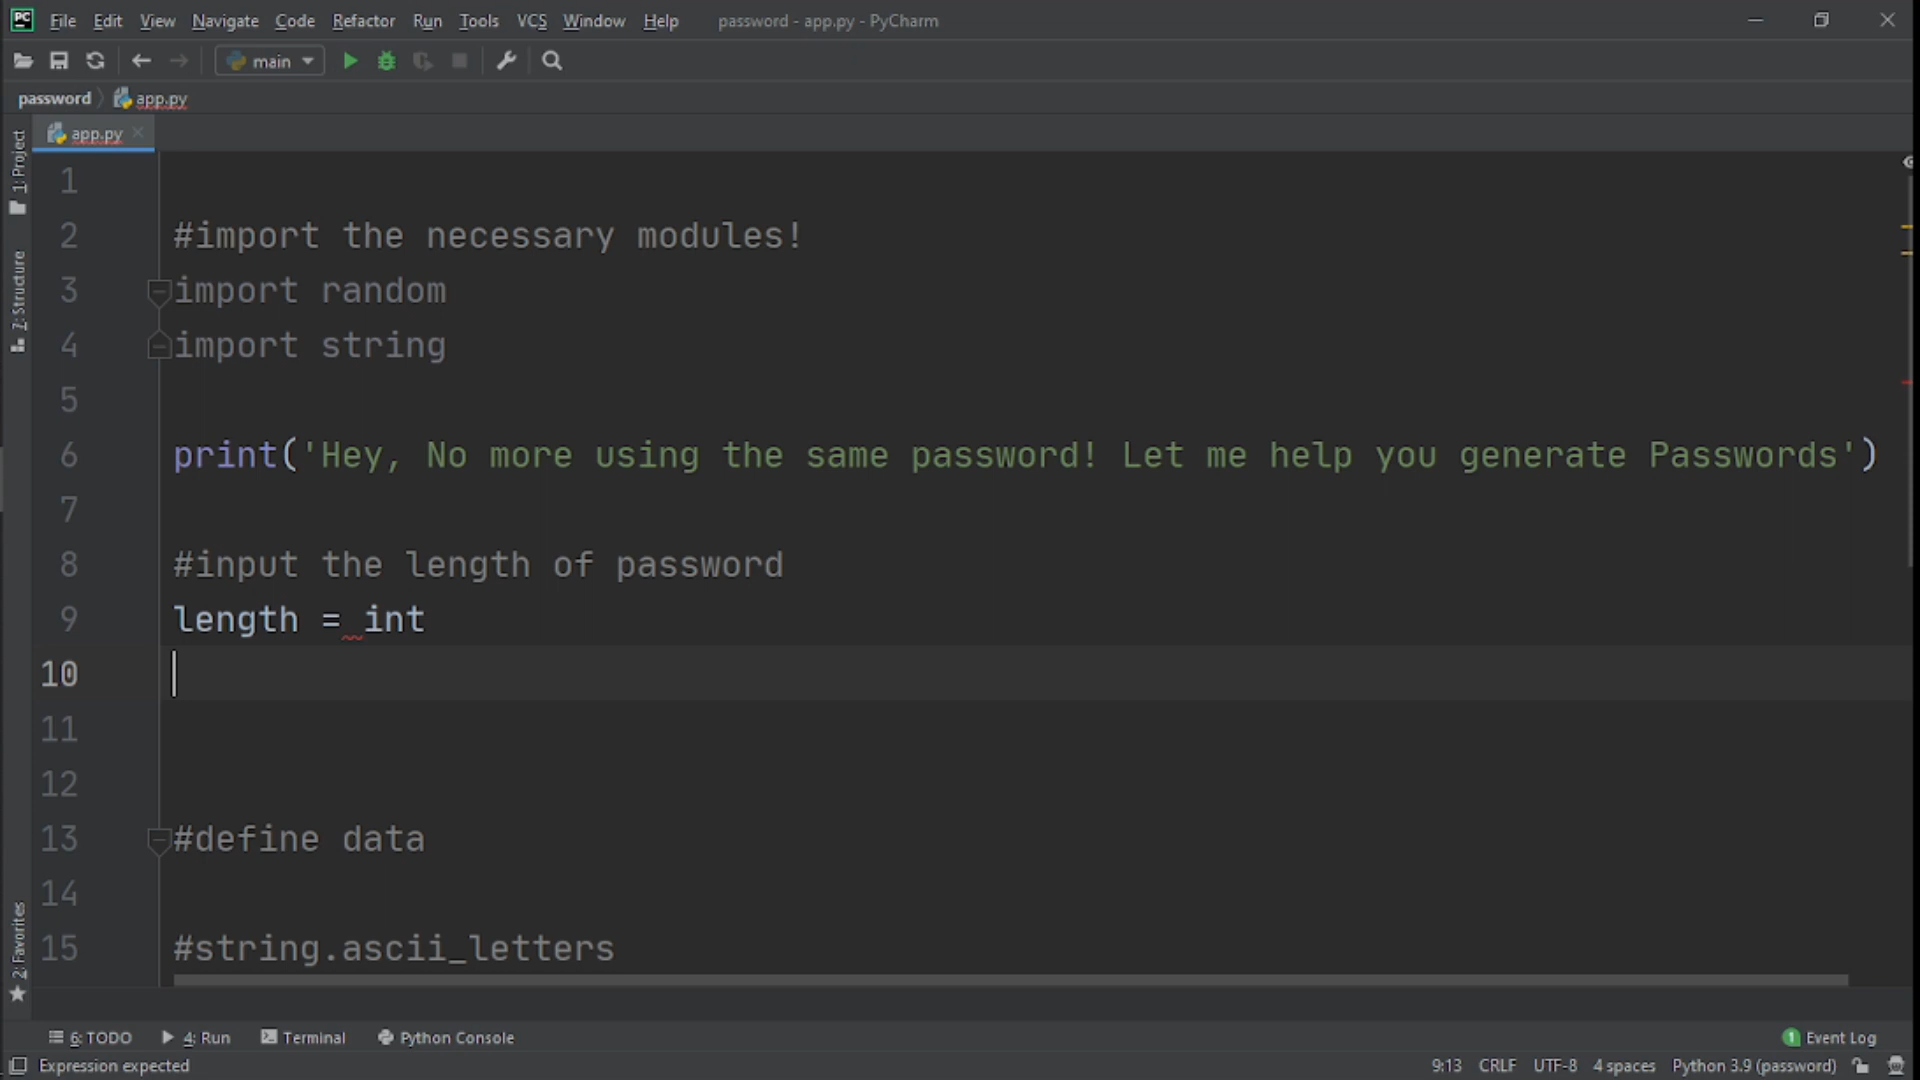 PC File Edit View Navigate Code Refactor Run Tools VCS Window Help password - app.py - PyCharm
main
password app.py
1: Project
app.py
7: Structure
2: Favorites
1
2 #import the necessary modules!
3 import random
4 import string
5
6 print('Hey, No more using the same password! Let me help you generate Passwords')
7
8 #input the length of password
9 length = int
10
11
12
13 #define data
14
15 #string.ascii_letters
6: TODO 4: Run Terminal Python Console 1 Event Log
Expression expected 9:13 CRLF UTF-8 4 spaces Python 3.9 (password)